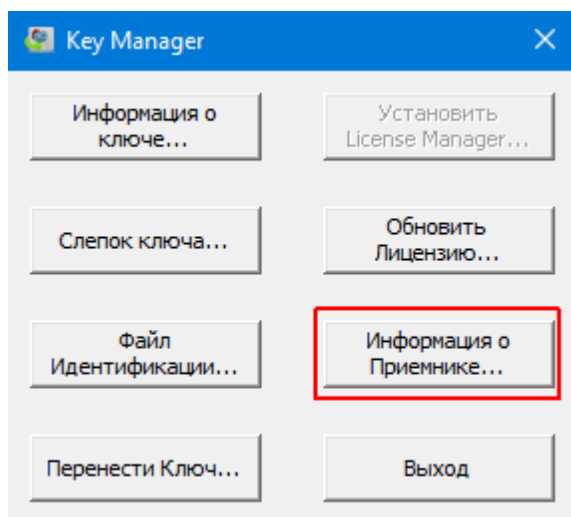 Key Manager
Информация о
ключе...
Установить
License Manager...
Слепок ключа...
Обновить
Лицензию...
Файл
Идентификации...
Информация о
Приемнике...
Перенести Ключ...
Выход